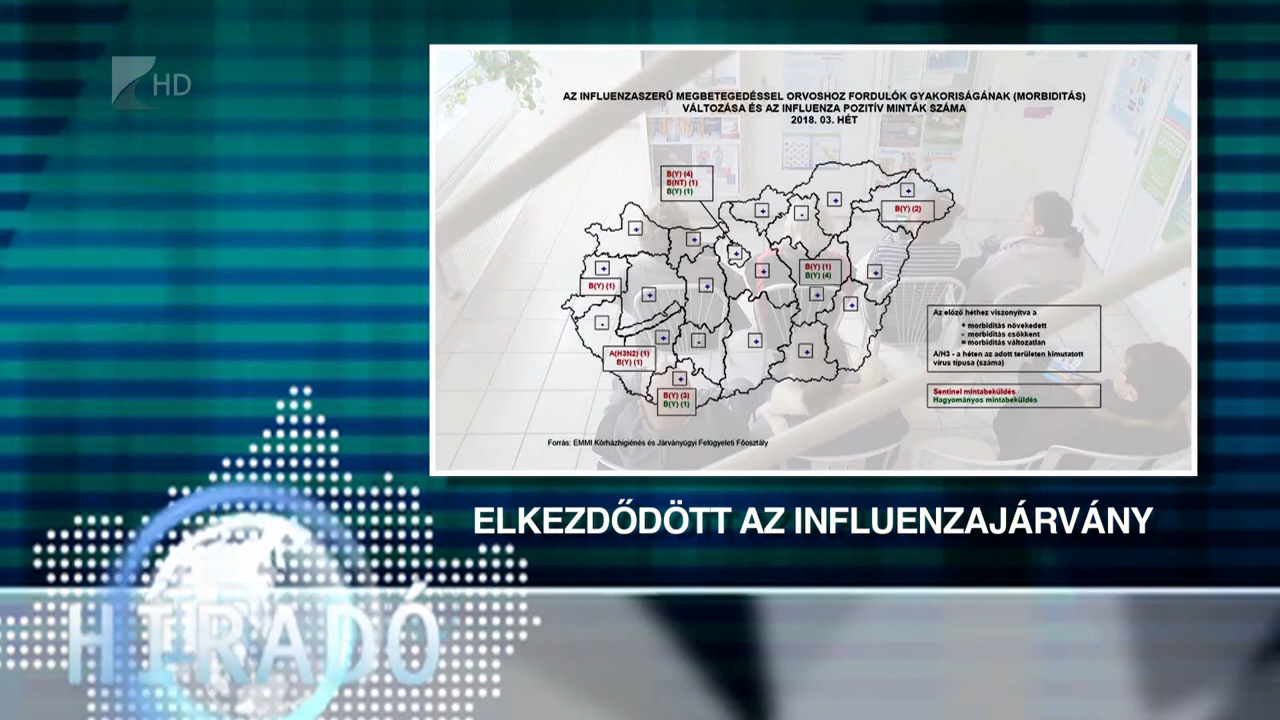 HD
AZ INFLUENZASZERŰ MEGBETEGEDÉSSEL ORVOSHOZ FORDULÓK GYAKORISÁGÁNAK (MORBIDITÁS)
VÁLTOZÁSA ÉS AZ INFLUENZA POZITÍV MINTÁK SZÁMA
2018. 03. HÉT
B(Y) (4)
B(NT) (1)
B(Y) (1)
B(Y) (2)
B(Y) (1)
B(Y) (4)
B(Y) (1)
A(H3N2) (1)
B(Y) (1)
B(Y) (3)
B(Y) (1)
Az előző héthez viszonyítva a
+ morbiditás növekedett
- morbiditás csökkent
= morbiditás változatlan
A/H3 - a héten az adott területen kimutatott
vírus típusa (száma)
Sentinel mintabeküldés
Hagyományos mintabeküldés
Forrás: EMMI Kórházhigiénés és Járványügyi Felügyeleti Főosztály
ELKEZDŐDÖTT AZ INFLUENZAJÁRVÁNY
HÍRADÓ